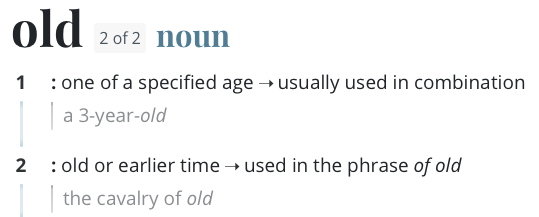 old 2 of 2 noun
1 : one of a specified age → usually used in combination
a 3-year-old
2 : old or earlier time → used in the phrase of old
the cavalry of old